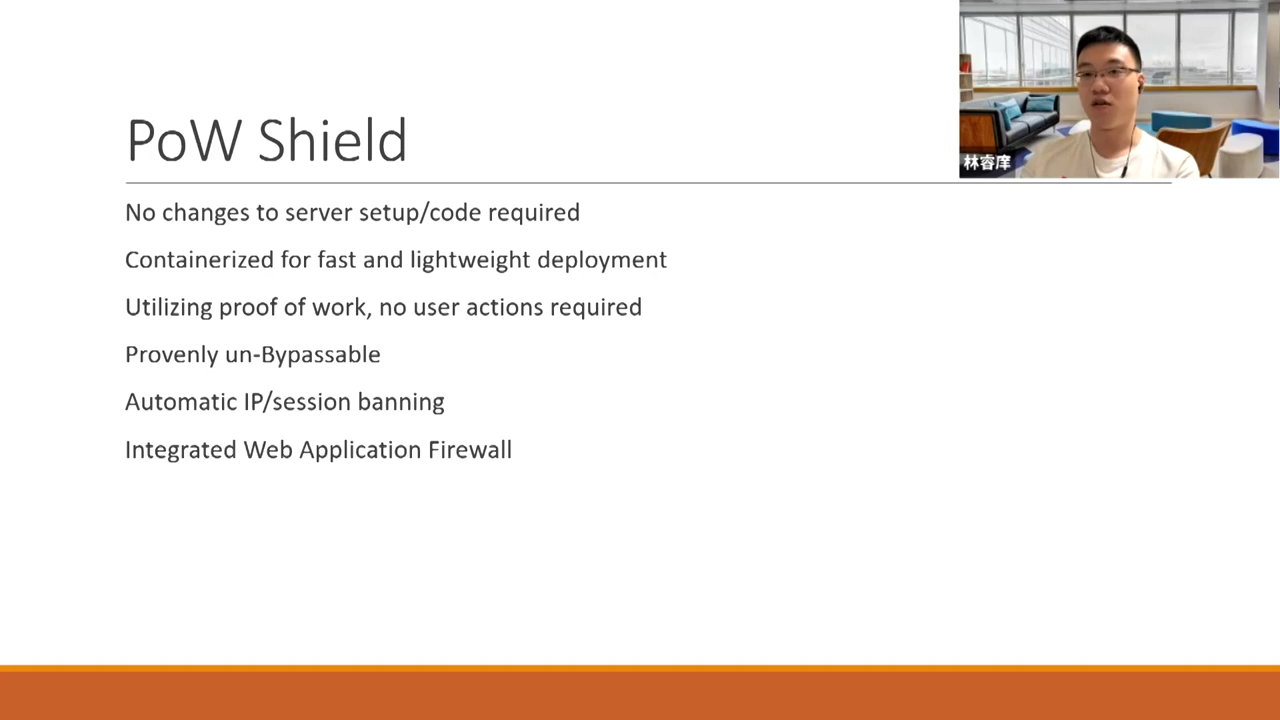 PoW Shield
林睿庠
No changes to server setup/code required
Containerized for fast and lightweight deployment
Utilizing proof of work, no user actions required
Provenly un-Bypassable
Automatic IP/session banning
Integrated Web Application Firewall